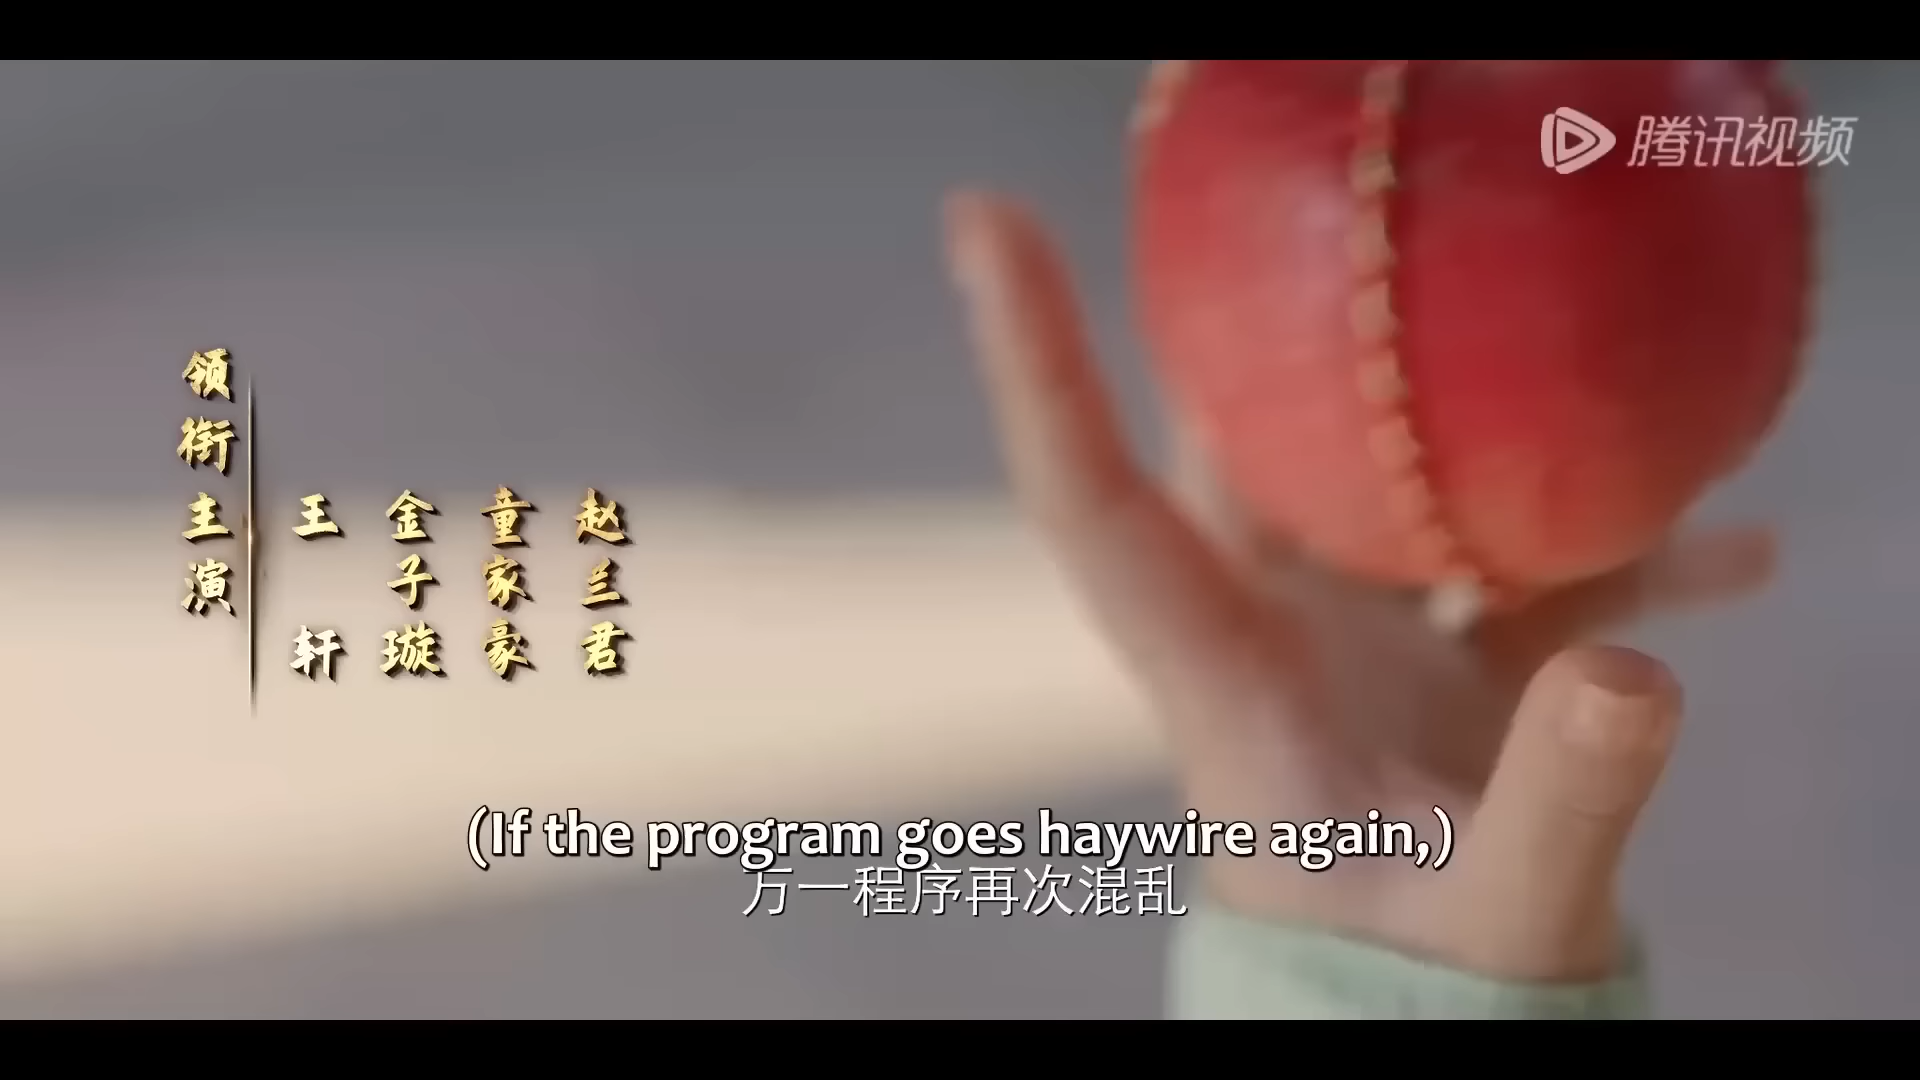 腾讯视频
领衔主演
王轩
金子璇
童家豪
赵兰君
(If the program goes haywire again,)
万一程序再次混乱